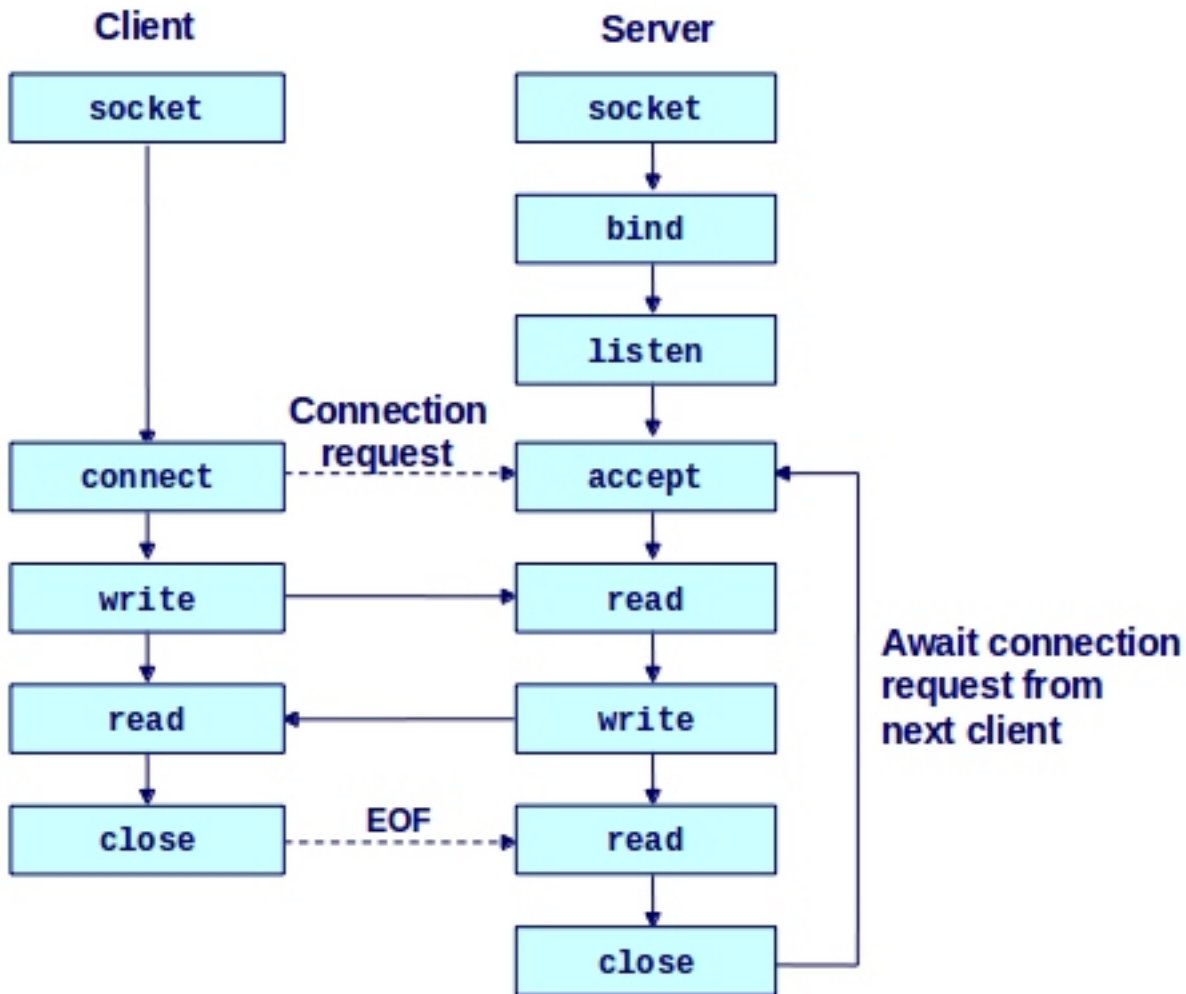 Client
Server
socket
socket
bind
listen
Connection
request
connect
accept
write
read
Await connection
request from
next client
read
write
EOF
close
read
close